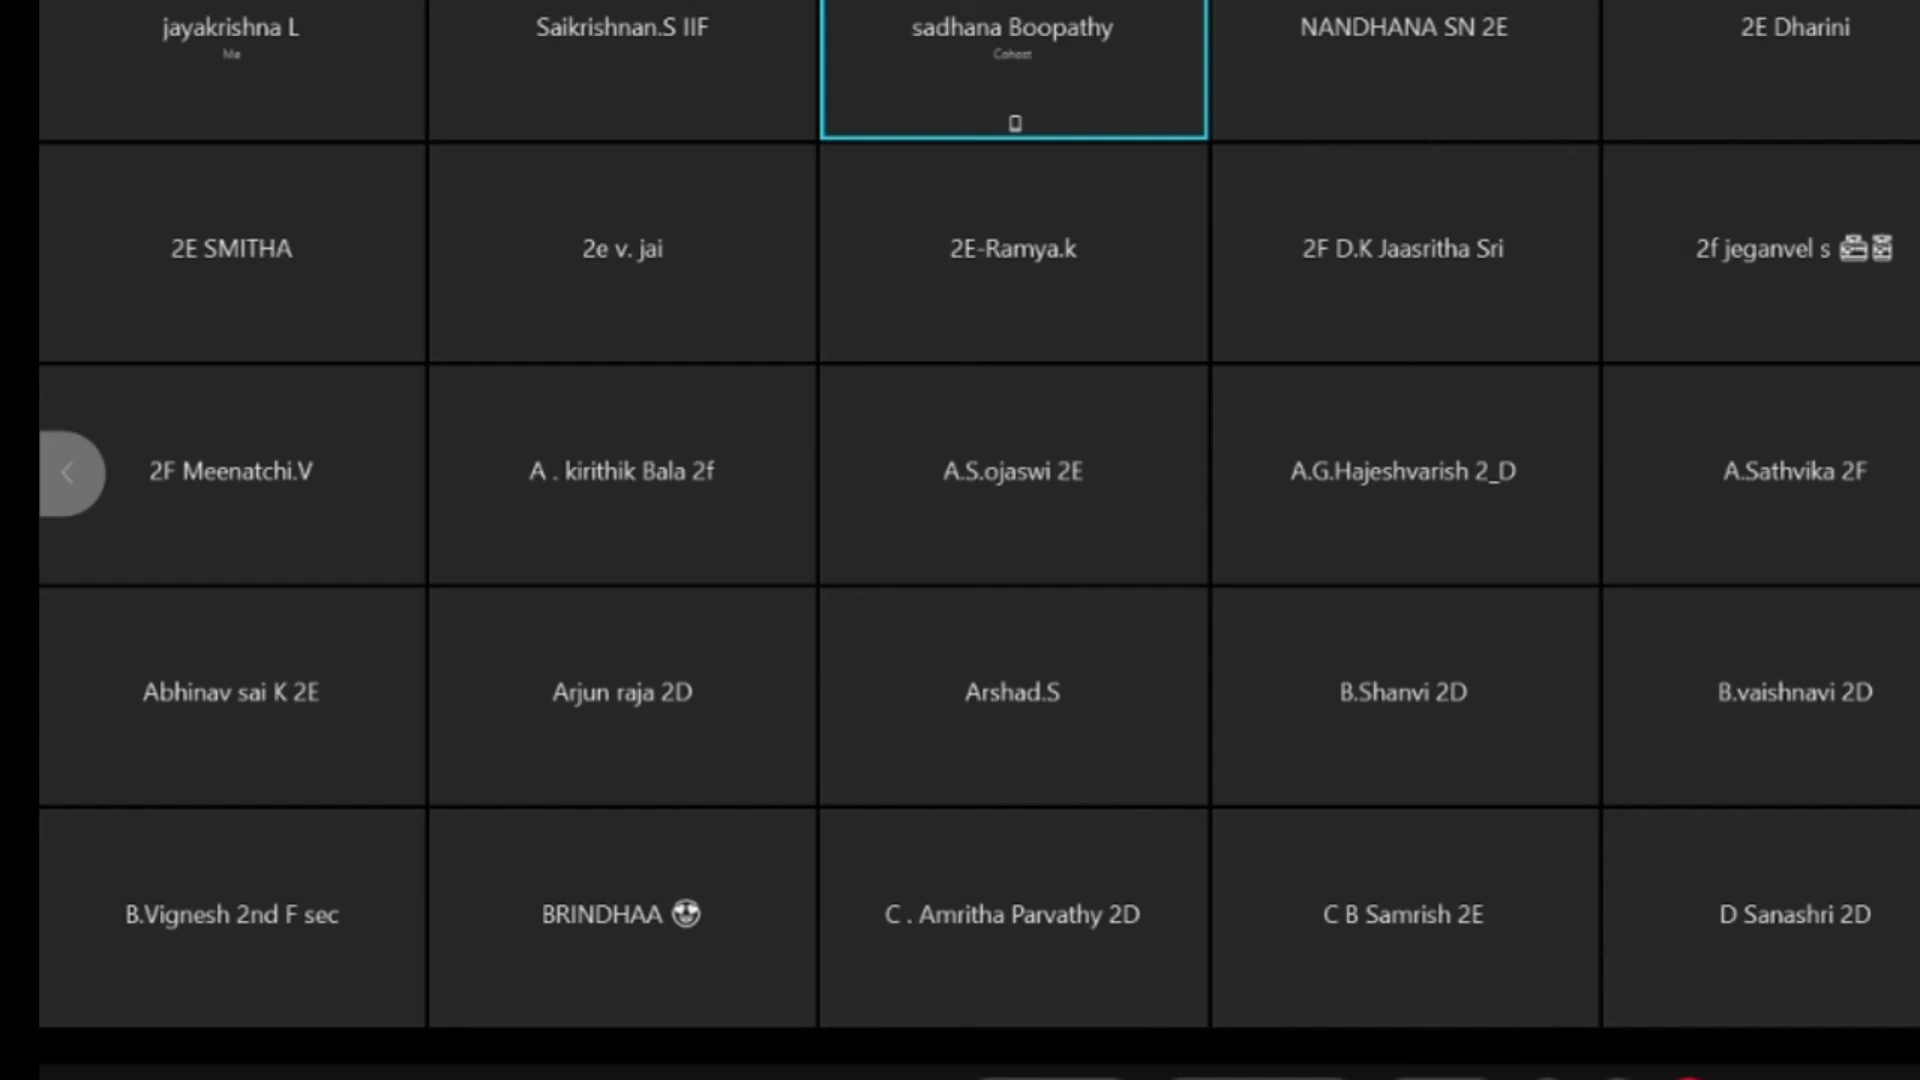 jayakrishna L
Me
Saikrishnan.S IIF
sadhana Boopathy
Cohost
NANDHANA SN 2E
2E Dharini
2E SMITHA
2e v. jai
2E-Ramya.k
2F D.K Jaasritha Sri
2f jeganvel s
2F Meenatchi.V
A . kirithik Bala 2f
A.S.ojaswi 2E
A.G.Hajeshvarish 2_D
A.Sathvika 2F
Abhinav sai K 2E
Arjun raja 2D
Arshad.S
B.Shanvi 2D
B.vaishnavi 2D
B.Vignesh 2nd F sec
BRINDHAA 😍
C . Amritha Parvathy 2D
C B Samrish 2E
D Sanashri 2D